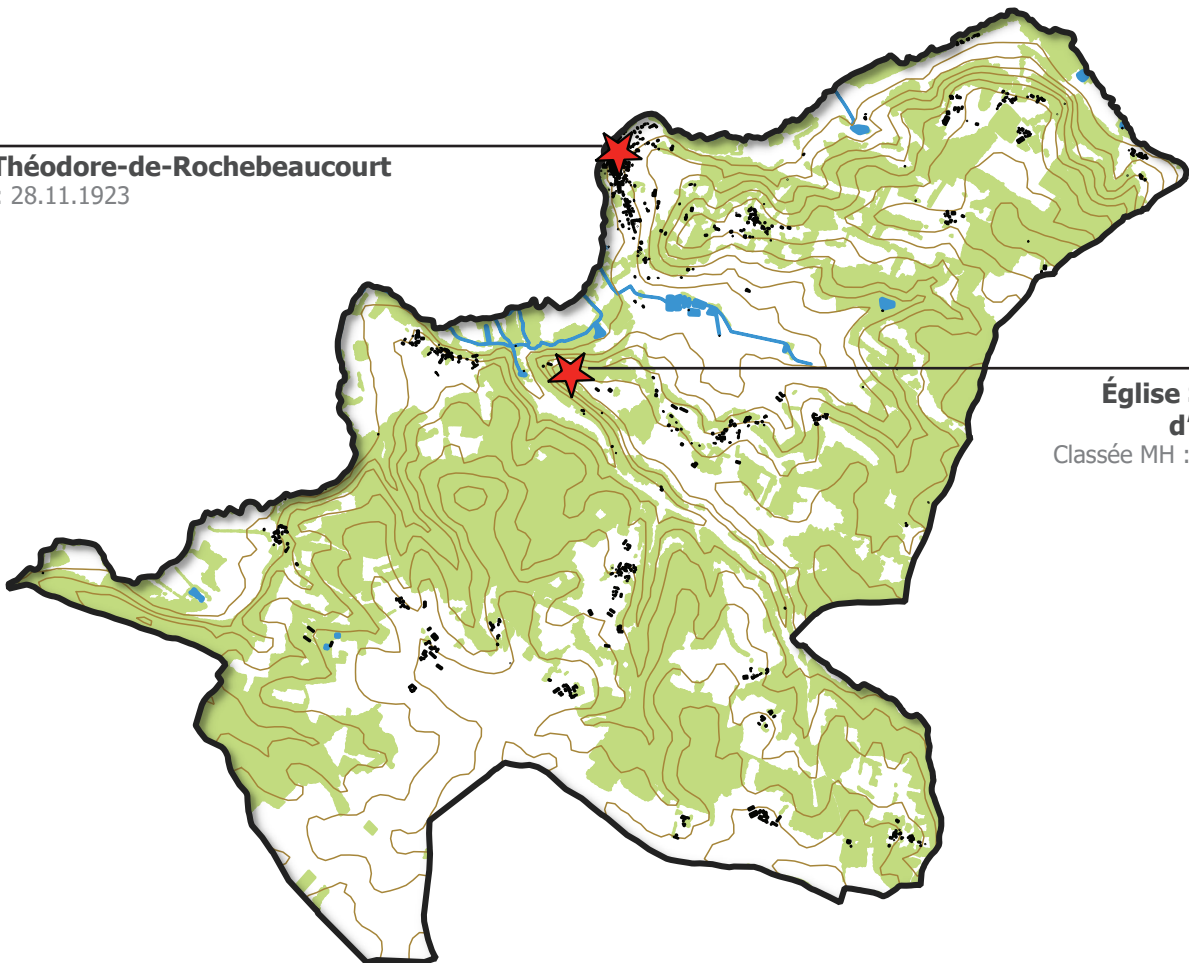 Théodore-de-Rochebeaucourt
: 28.11.1923
Église
d'
Classée MH :